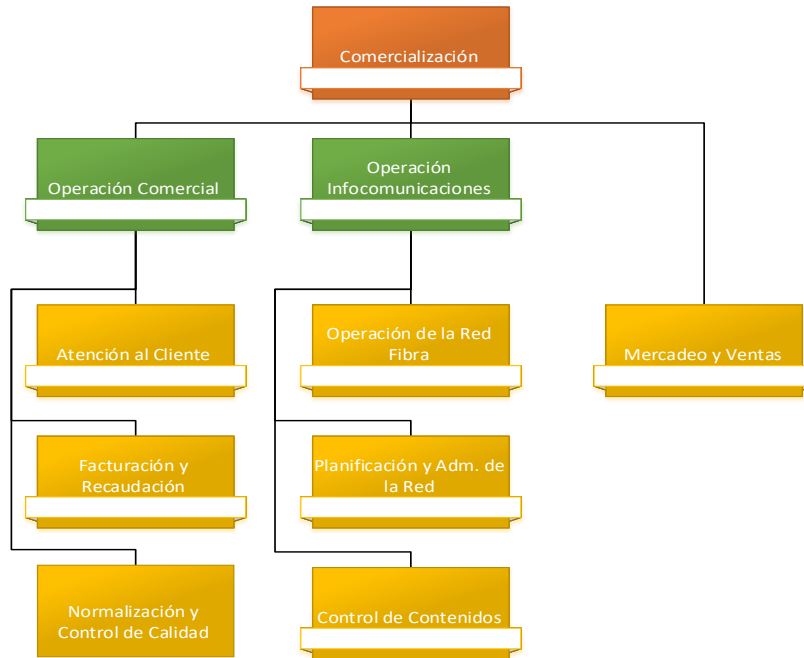 Comercialización
Operación Comercial
Operación
Infocomunicaciones
Atención al Cliente
Operación de la Red
Fibra
Mercadeo y Ventas
Facturación y
Recaudación
Planificación y Adm. de
la Red
Normalización y
Control de Calidad
Control de Contenidos